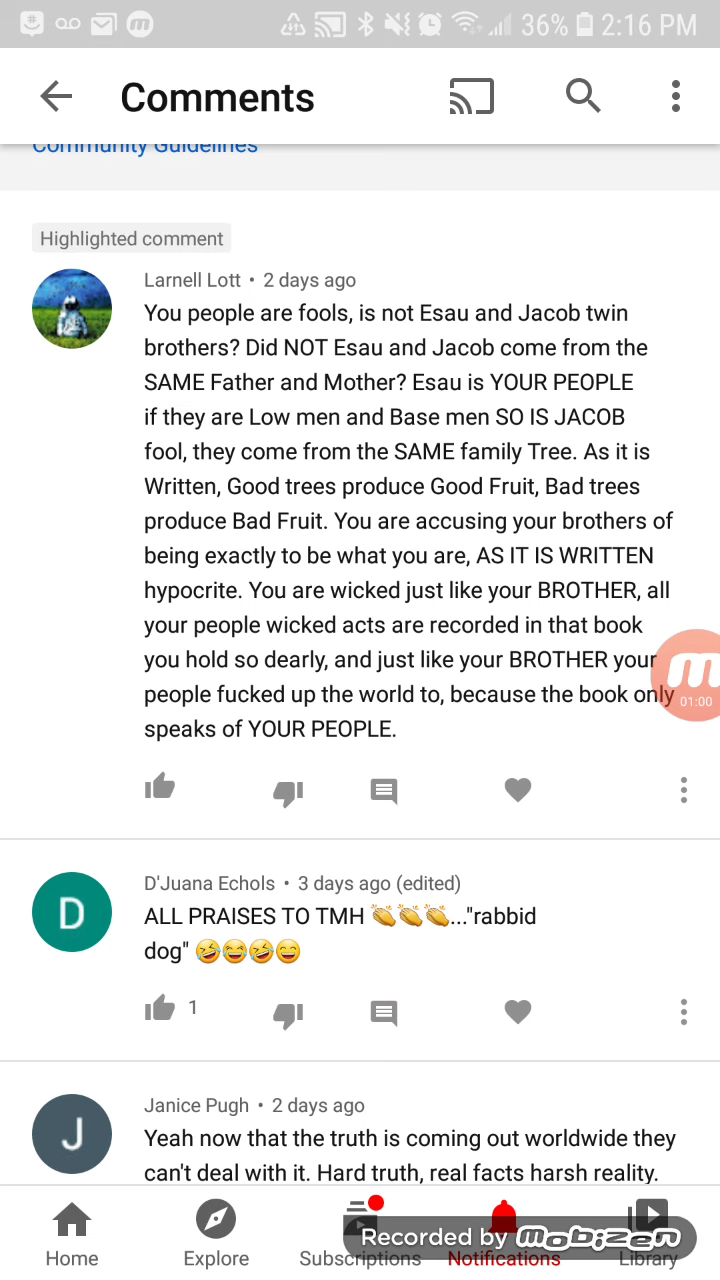 36% 2:16 PM
Comments
Community Guidelines
Highlighted comment
Larnell Lott • 2 days ago
You people are fools, is not Esau and Jacob twin
brothers? Did NOT Esau and Jacob come from the
SAME Father and Mother? Esau is YOUR PEOPLE
if they are Low men and Base men SO IS JACOB
fool, they come from the SAME family Tree. As it is
Written, Good trees produce Good Fruit, Bad trees
produce Bad Fruit. You are accusing your brothers of
being exactly to be what you are, AS IT IS WRITTEN
hypocrite. You are wicked just like your BROTHER, all
your people wicked acts are recorded in that book
you hold so dearly, and just like your BROTHER your
people fucked up the world to, because the book only
speaks of YOUR PEOPLE.
m
01:00
D
D'Juana Echols • 3 days ago (edited)
ALL PRAISES TO TMH 👏👏👏..."rabbid
dog" 🤣😂🤣😄
1
J
Janice Pugh • 2 days ago
Yeah now that the truth is coming out worldwide they
can't deal with it. Hard truth, real facts harsh reality.
Recorded by mobizen
Home Explore Subscriptions Notifications Library